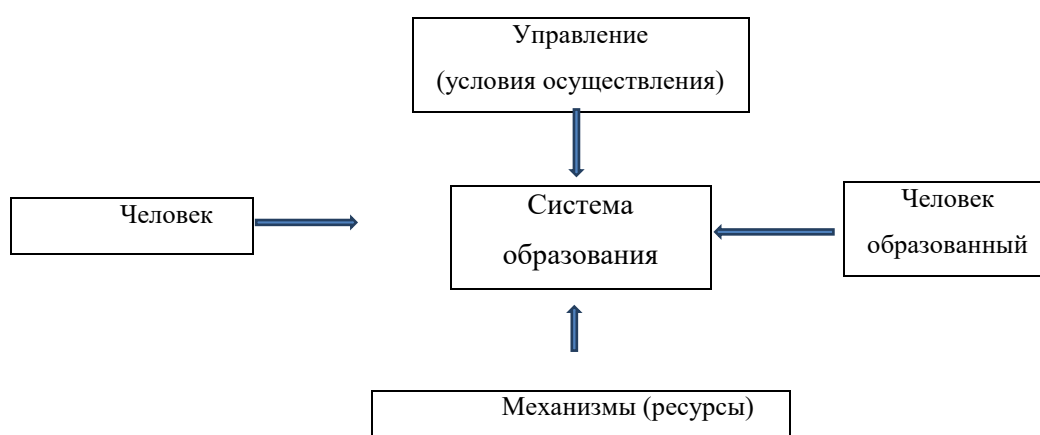 Управление
(условия осуществления)
Человек
Система
образования
Человек
образованный
Механизмы (ресурсы)